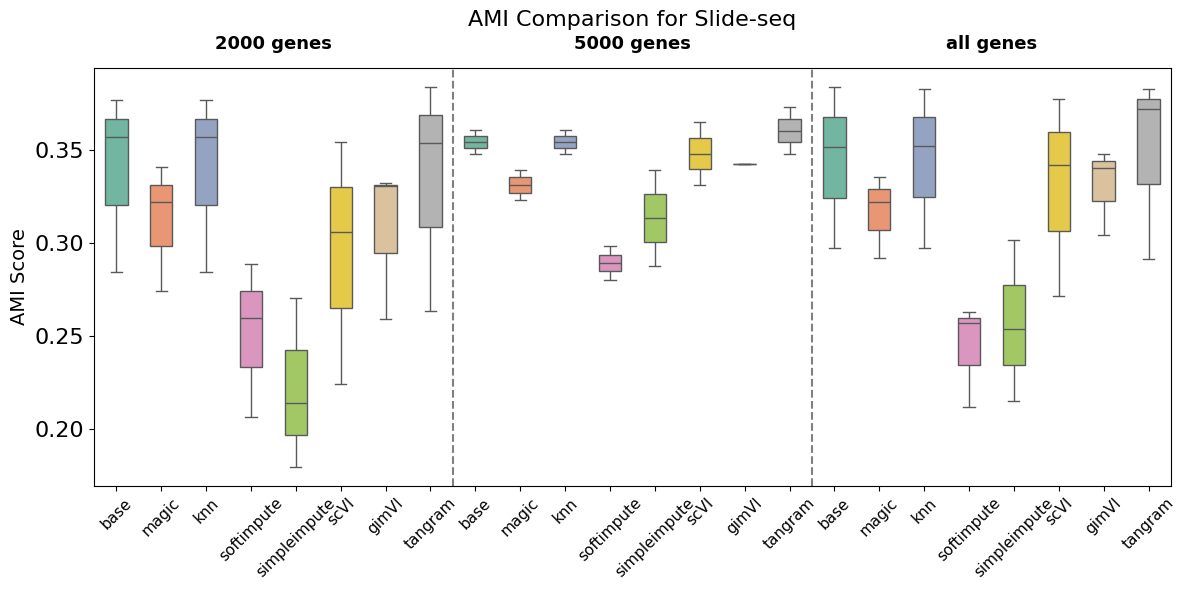 AMI Comparison for Slide-seq
2000 genes 5000 genes all genes
AMI Score
0.35
0.30
0.25
0.20
base magic knn softimpute simpleimpute scVI gimVI tangram base magic knn softimpute simpleimpute scVI gimVI tangram base magic knn softimpute simpleimpute scVI gimVI tangram